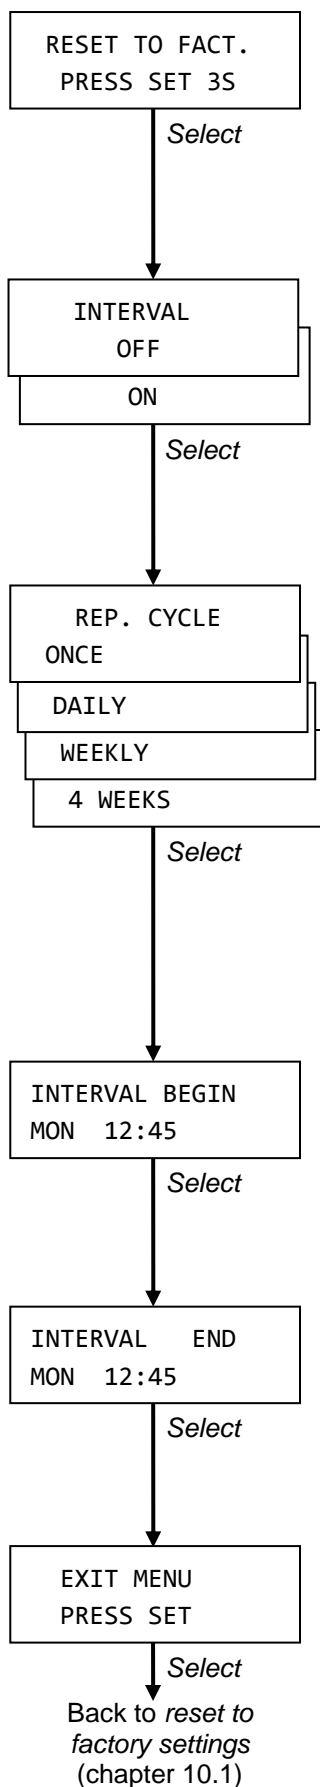 RESET TO FACT.
PRESS SET 3S
Select
INTERVAL
OFF
ON
Select
REP. CYCLE
ONCE
DAILY
WEEKLY
4 WEEKS
Select
INTERVAL BEGIN
MON 12:45
Select
INTERVAL END
MON 12:45
Select
EXIT MENU
PRESS SET
Select
Back to reset to
factory settings
(chapter 10.1)